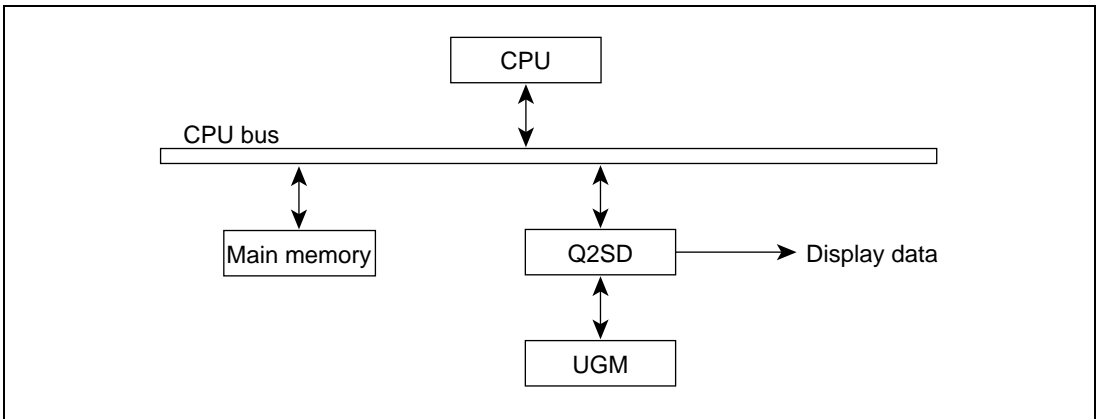 CPU
CPU bus
Main memory
Q2SD
Display data
UGM